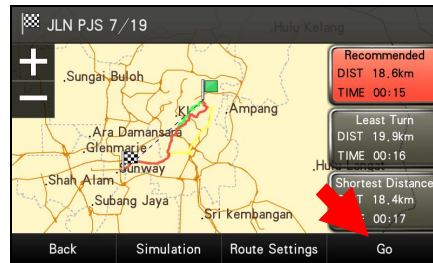 JLN PJS 7/19
Hulu Kelang
Recommended
DIST 18.6km
TIME 00:15
Sungai Buloh
KL
Ampang
Least Turn
DIST 19.9km
TIME 00:16
Ara Damansara
Glenmarie
Sunway
Hulu Langat
Shah Alam
Shortest Distance
18.4km
00:17
Subang Jaya
Sri kembangan
Back
Simulation
Route Settings
Go